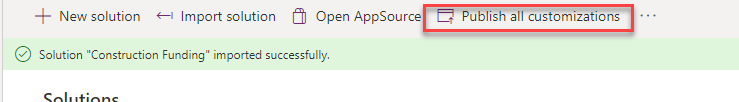 New solution Import solution Open AppSource Publish all customizations ...
Solution "Construction Funding" imported successfully.
Solutions